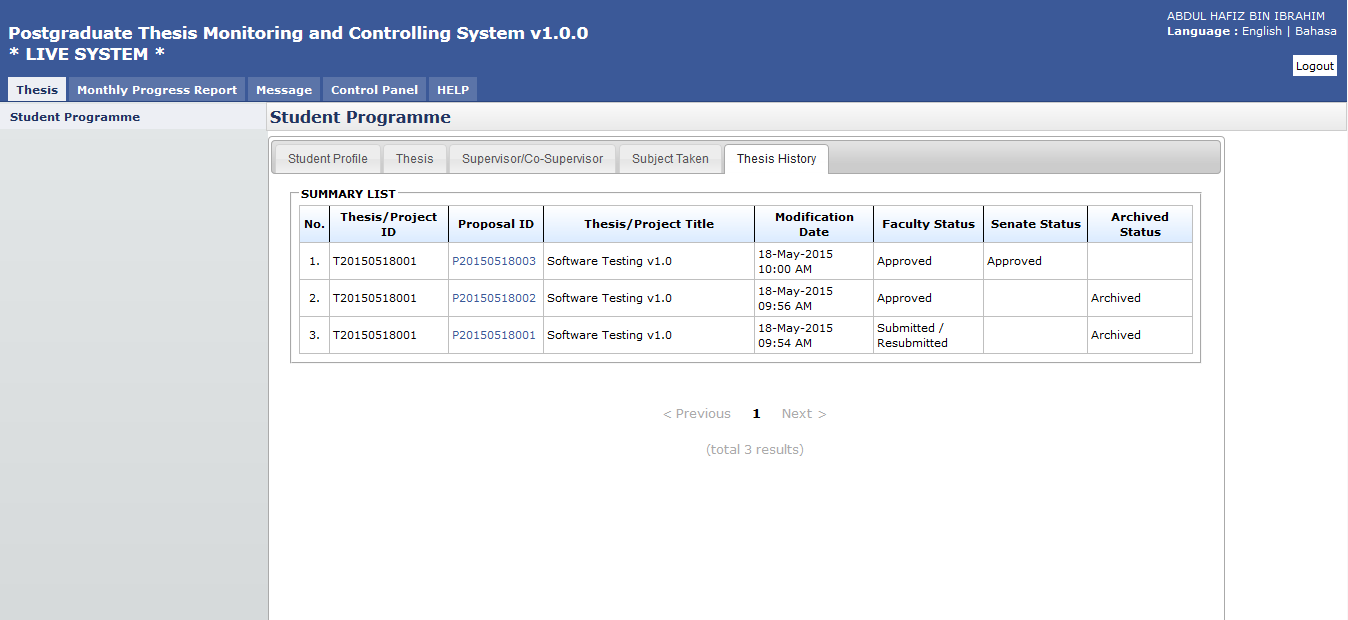 ABDUL HAFIZ BIN IBRAHIM
Language : English | Bahasa
Postgraduate Thesis Monitoring and Controlling System v1.0.0
* LIVE SYSTEM *
Logout
Thesis Monthly Progress Report Message Control Panel HELP
Student Programme
Student Programme
Student Profile Thesis Supervisor/Co-Supervisor Subject Taken Thesis History
SUMMARY LIST
No. Thesis/Project ID Proposal ID Thesis/Project Title Modification Date Faculty Status Senate Status Archived Status
1. T20150518001 P20150518003 Software Testing v1.0 18-May-2015 10:00 AM Approved Approved
2. T20150518001 P20150518002 Software Testing v1.0 18-May-2015 09:56 AM Approved Archived
3. T20150518001 P20150518001 Software Testing v1.0 18-May-2015 09:54 AM Submitted / Resubmitted Archived
< Previous 1 Next >
(total 3 results)